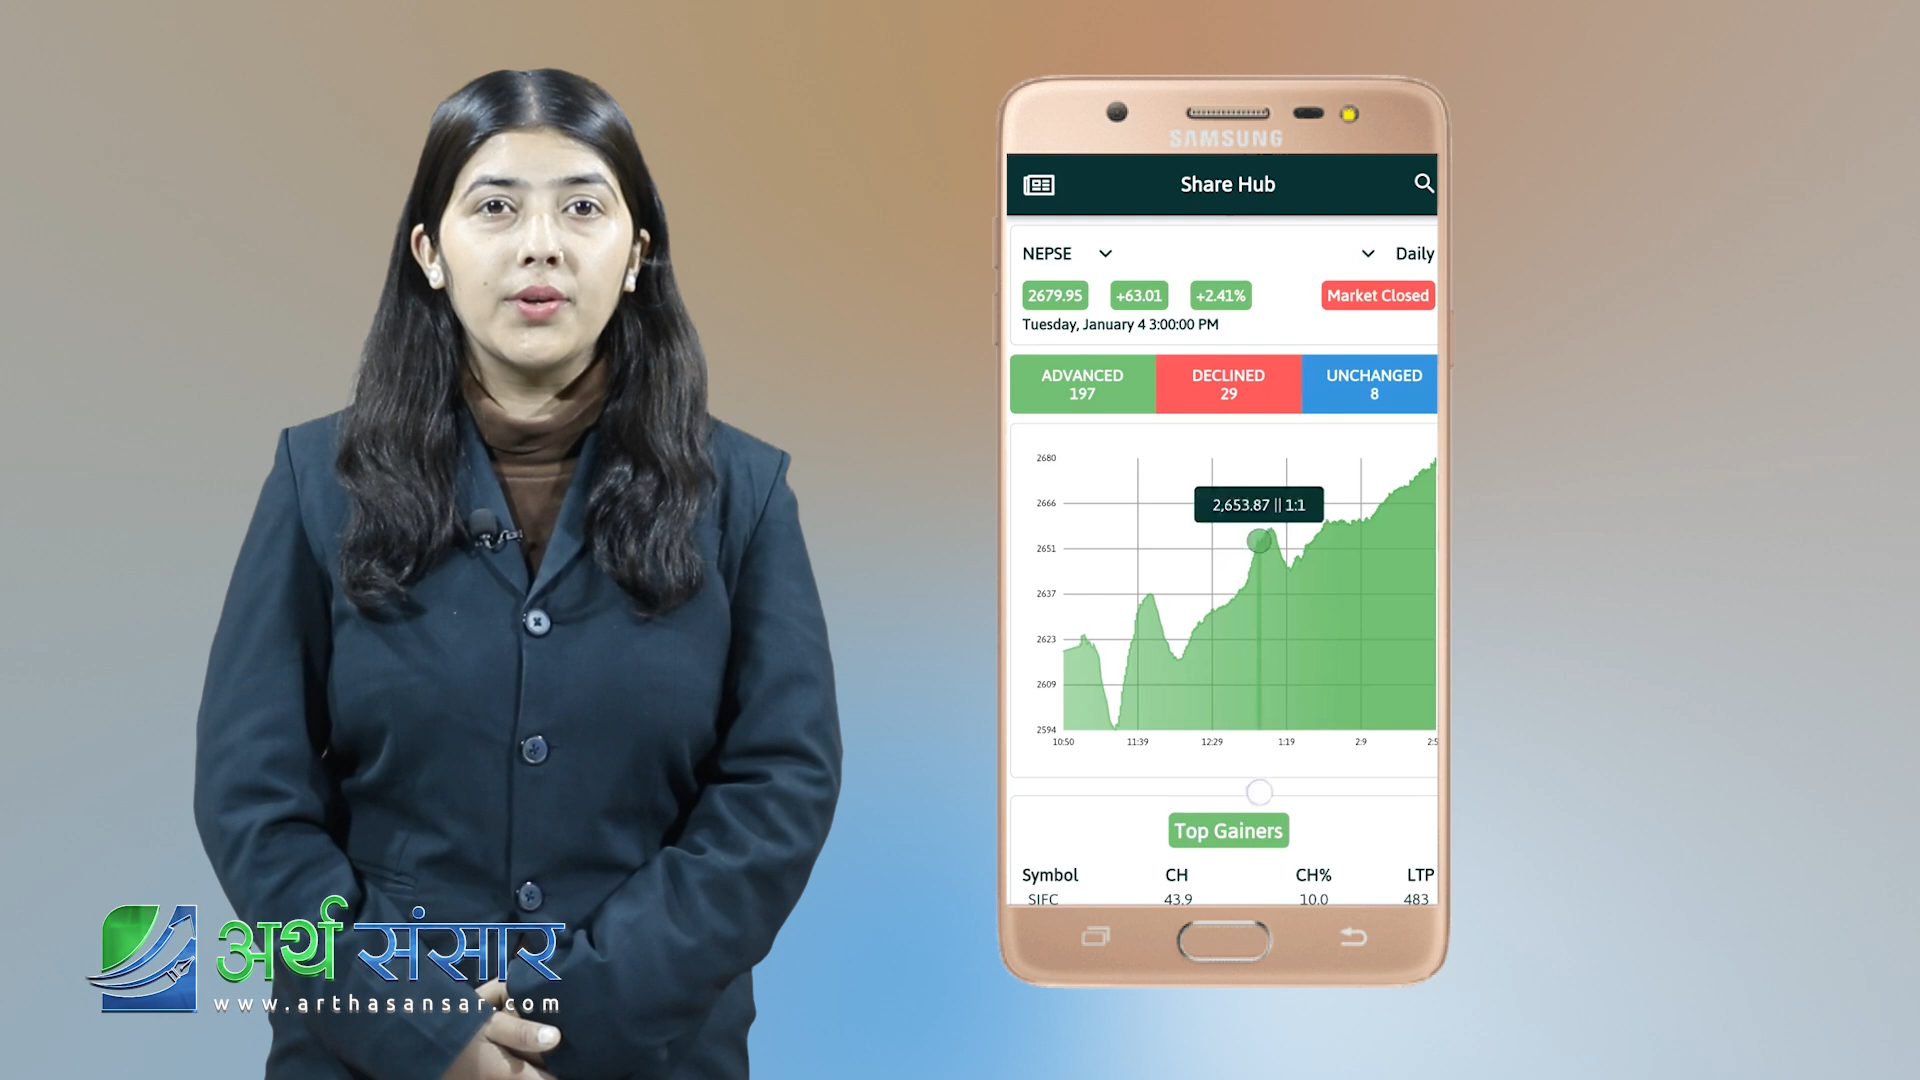 SAMSUNG
Share Hub
NEPSE Daily
2679.95 +63.01 +2.41% Market Closed
Tuesday, January 4 3:00:00 PM
ADVANCED DECLINED UNCHANGED
197 29 8
2680
2,653.87 || 1:1
2666
2651
2637
2623
2609
2594
10:50 11:39 12:29 1:19 2:9
Top Gainers
Symbol CH CH% LTP
SIFC 43.9 10.0 483
अर्थ संसार
www.arthasansar.com